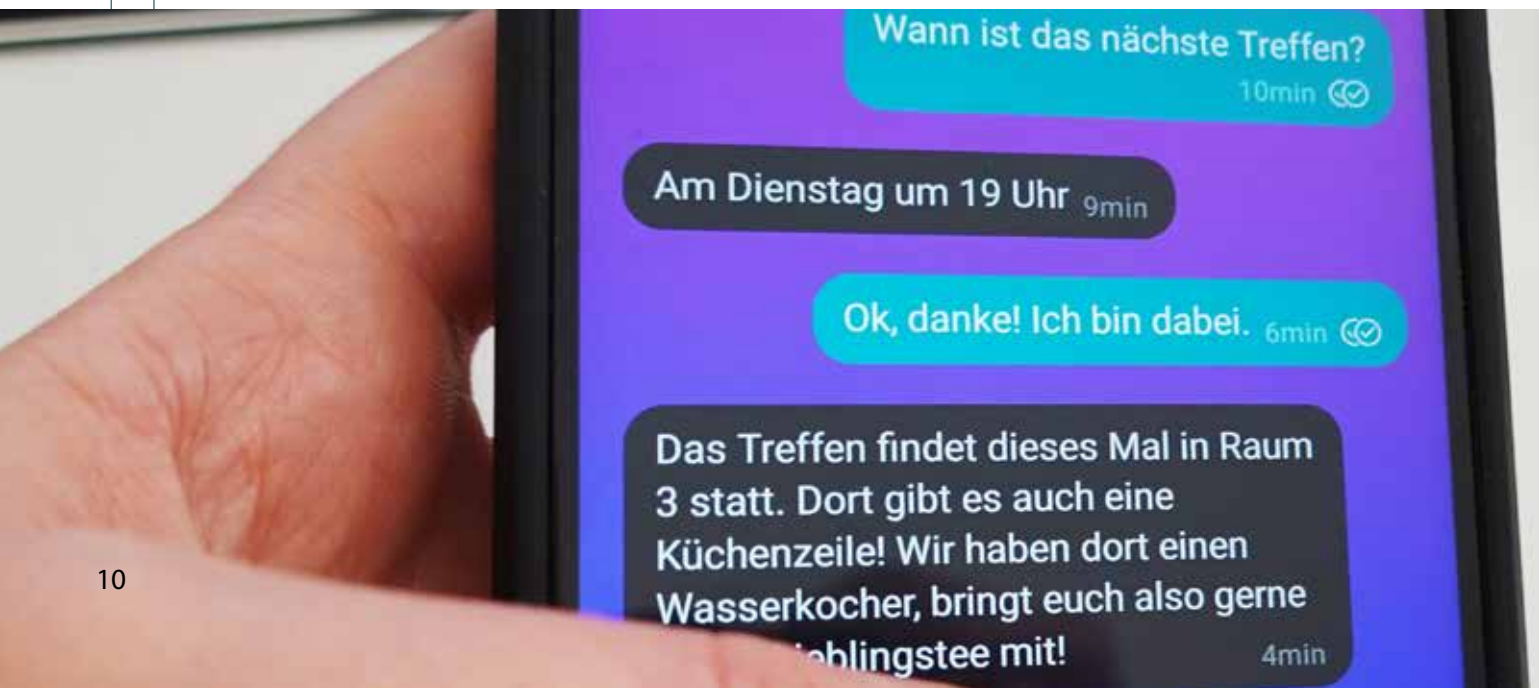 Wann ist das nächste Treffen?
10min
Am Dienstag um 19 Uhr 9min
Ok, danke! Ich bin dabei. 6min
Das Treffen findet dieses Mal in Raum
3 statt. Dort gibt es auch eine
Küchenzeile! Wir haben dort einen
Wasserkocher, bringt euch also gerne
mit! 4min
10